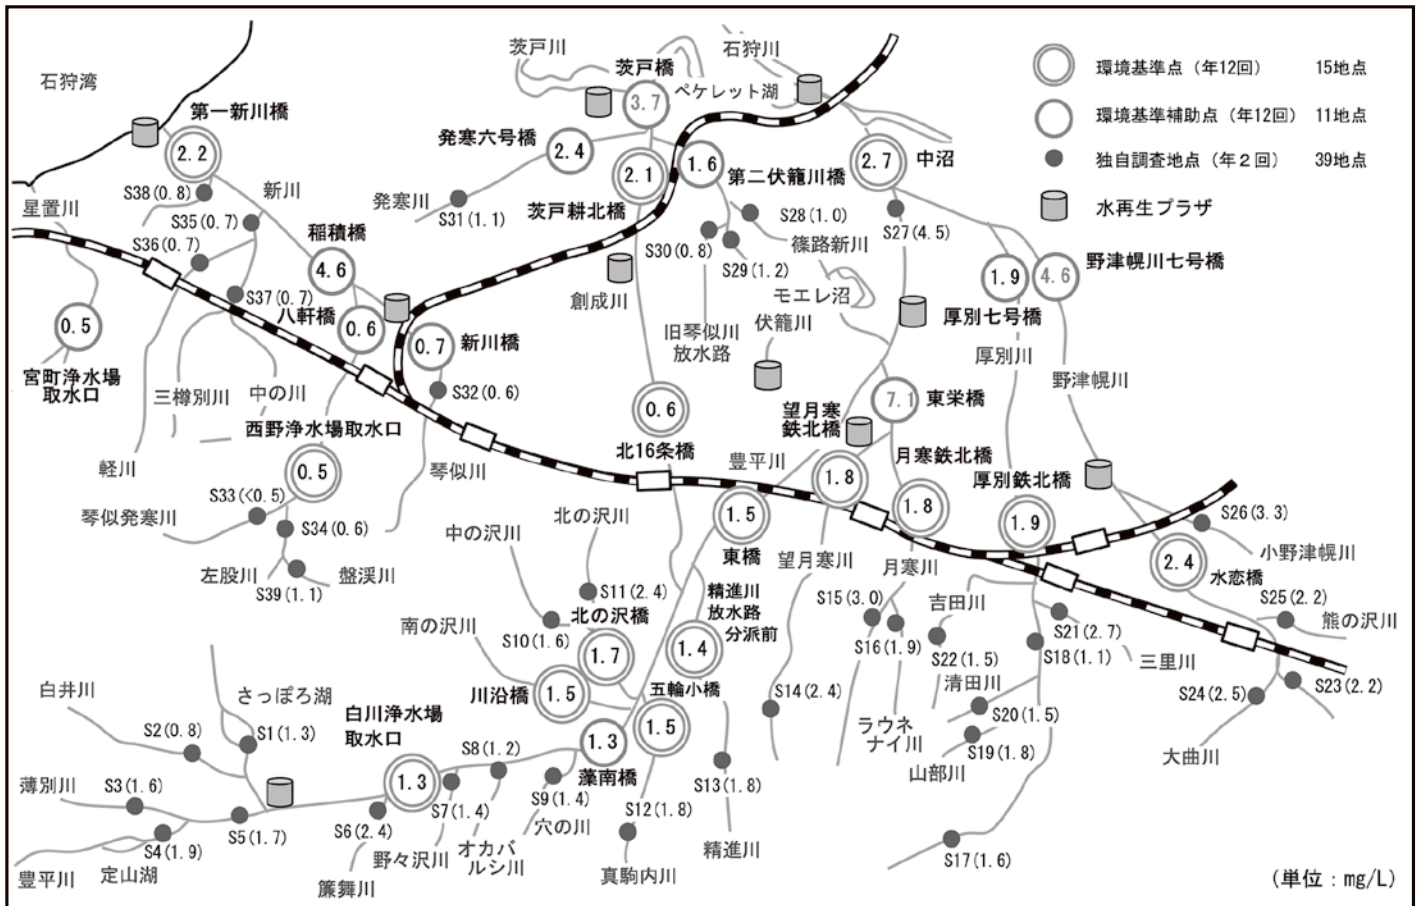 石狩湾
第一新川橋
2.2
S38(0.8)
新川
星置川
S35(0.7)
S36(0.7)
稲積橋
4.6
S37(0.7)
八軒橋
0.6
0.5
宮町浄水場
取水口
新川橋
0.7
S32(0.6)
三樽別川
中の川
軽川
西野浄水場取水口
0.5
琴似川
S33(<0.5)
琴似発寒川
S34(0.6)
左股川
盤渓川
S39(1.1)
茨戸川
茨戸橋
3.7
石狩川
ペケレット湖
発寒六号橋
2.4
発寒川
S31(1.1)
2.1
茨戸耕北橋
1.6
第二伏籠川橋
2.7
中沼
S28(1.0)
篠路新川
S30(0.8)
S29(1.2)
S27(4.5)
創成川
旧琴似川
放水路
モエレ沼
伏籠川
環境基準点（年12回） 15地点
環境基準補助点（年12回） 11地点
独自調査地点（年２回） 39地点
水再生プラザ
1.9
厚別七号橋
4.6
野津幌川七号橋
厚別川
野津幌川
0.6
北16条橋
7.1
東栄橋
望月寒
鉄北橋
1.8
豊平川
月寒鉄北橋
1.8
厚別鉄北橋
1.9
1.5
東橋
望月寒川
月寒川
S26(3.3)
小野津幌川
2.4
水恋橋
S25(2.2)
熊の沢川
中の沢川
北の沢川
S11(2.4)
北の沢橋
S10(1.6)
1.7
南の沢川
川沿橋
1.5
精進川
放水路
分派前
1.4
五輪小橋
1.5
S15(3.0)
S16(1.9)
吉田川
S22(1.5)
S21(2.7)
S18(1.1)
三里川
清田川
S20(1.5)
S19(1.8)
山部川
S14(2.4)
ラウネ
ナイ川
S24(2.5)
S23(2.2)
大曲川
白井川
さっぽろ湖
S2(0.8)
S1(1.3)
薄別川
S3(1.6)
S4(1.9)
S5(1.7)
豊平川
定山湖
白川浄水場
取水口
1.3
S8(1.2)
1.3
藻南橋
S6(2.4)
S7(1.4)
S9(1.4)
穴の川
野々沢川
オカバ
ルシ川
簾舞川
S12(1.8)
真駒内川
S13(1.8)
精進川
S17(1.6)
(単位：mg/L)